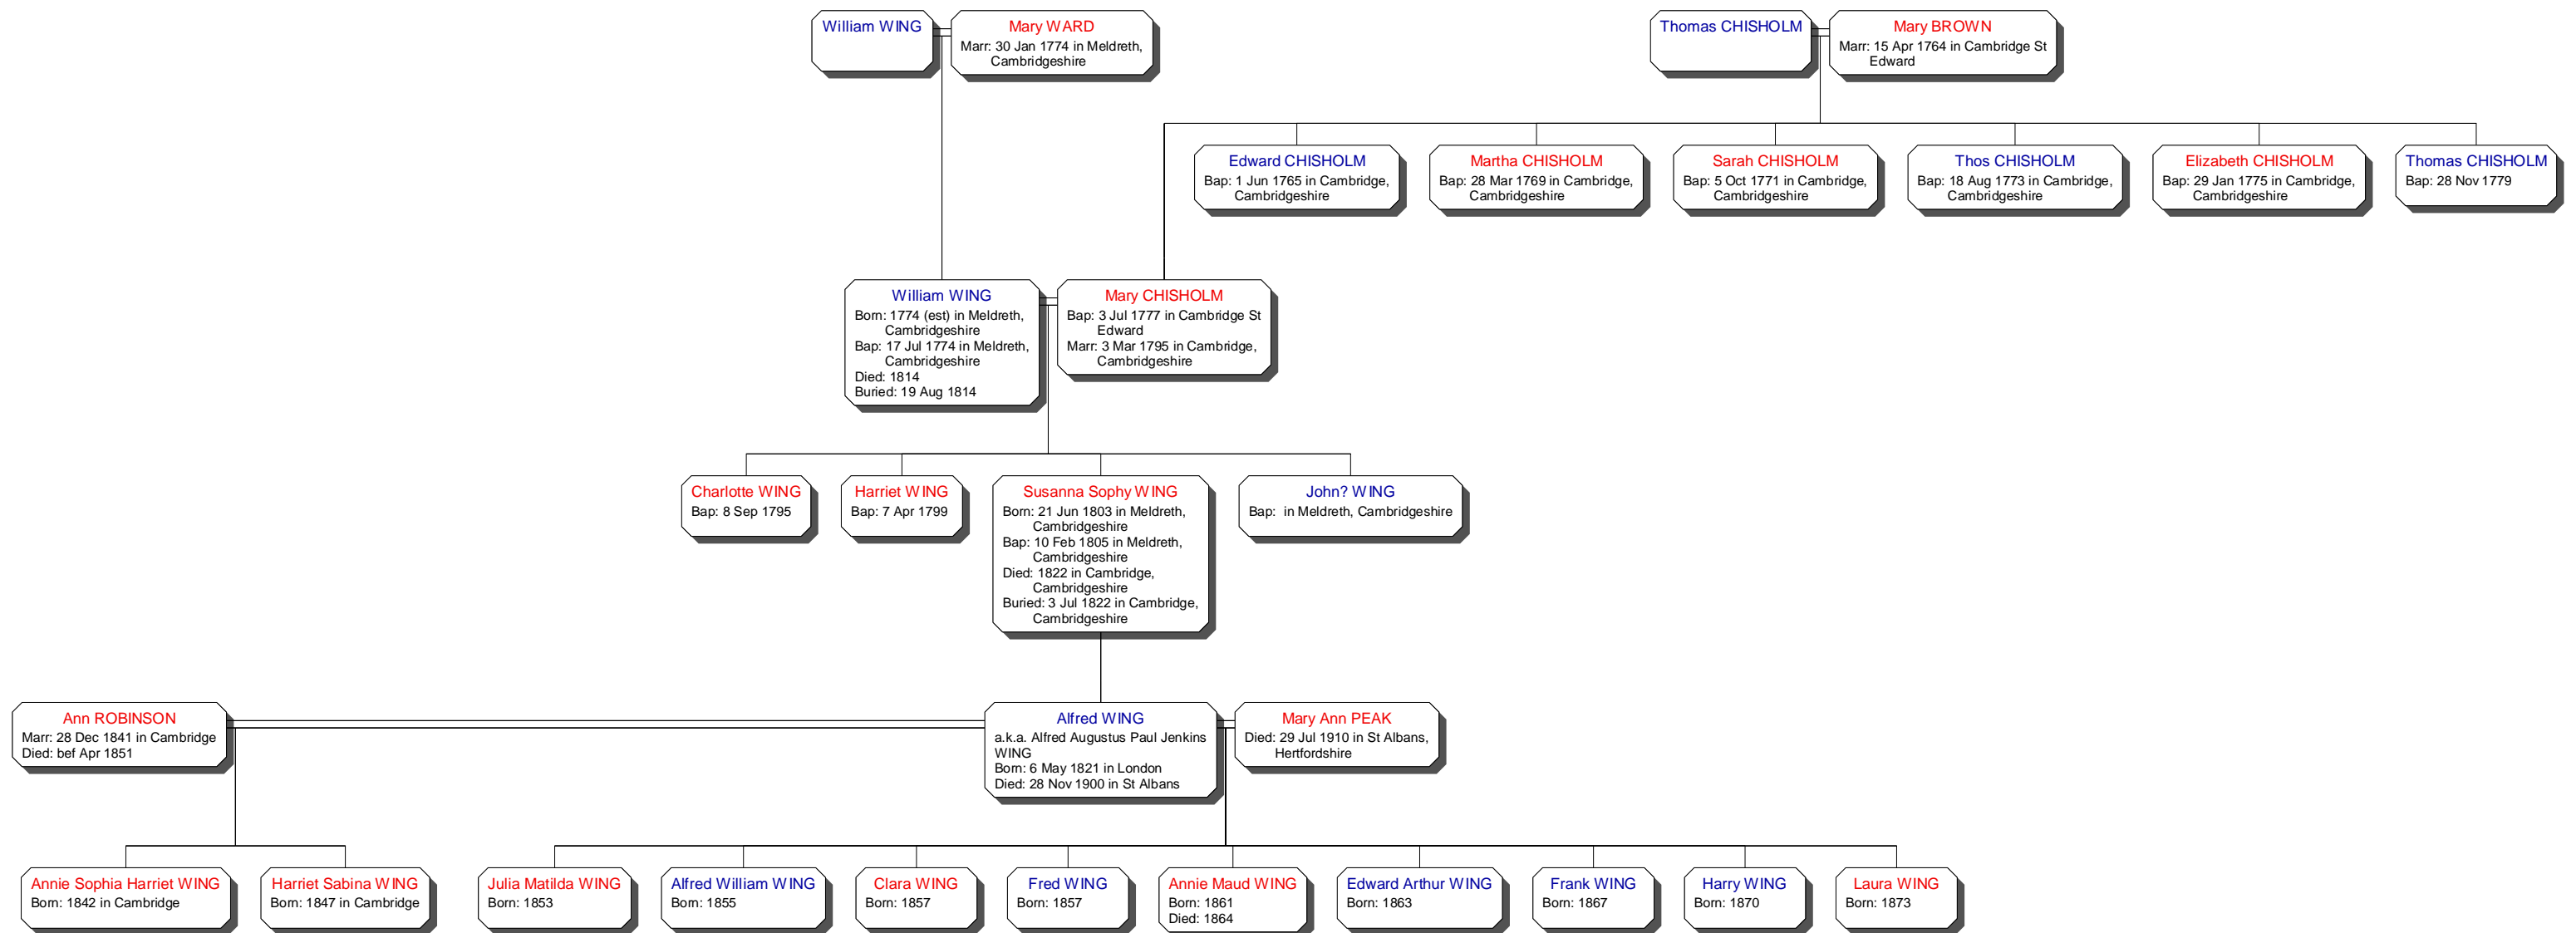 William WING
Mary WARD
Marr: 30 Jan 1774 in Meldreth,
Cambridgeshire
Thomas CHISHOLM
Mary BROWN
Marr: 15 Apr 1764 in Cambridge St
Edward
Edward CHISHOLM
Bap: 1 Jun 1765 in Cambridge,
Cambridgeshire
Martha CHISHOLM
Bap: 28 Mar 1769 in Cambridge,
Cambridgeshire
Sarah CHISHOLM
Bap: 5 Oct 1771 in Cambridge,
Cambridgeshire
Thos CHISHOLM
Bap: 18 Aug 1773 in Cambridge,
Cambridgeshire
Elizabeth CHISHOLM
Bap: 29 Jan 1775 in Cambridge,
Cambridgeshire
Thomas CHISHOLM
Bap: 28 Nov 1779
William WING
Born: 1774 (est) in Meldreth,
Cambridgeshire
Bap: 17 Jul 1774 in Meldreth,
Cambridgeshire
Died: 1814
Buried: 19 Aug 1814
Mary CHISHOLM
Bap: 3 Jul 1777 in Cambridge St
Edward
Marr: 3 Mar 1795 in Cambridge,
Cambridgeshire
Charlotte WING
Bap: 8 Sep 1795
Harriet WING
Bap: 7 Apr 1799
Susanna Sophy WING
Born: 21 Jun 1803 in Meldreth,
Cambridgeshire
Bap: 10 Feb 1805 in Meldreth,
Cambridgeshire
Died: 1822 in Cambridge,
Cambridgeshire
Buried: 3 Jul 1822 in Cambridge,
Cambridgeshire
John? WING
Bap: in Meldreth, Cambridgeshire
Ann ROBINSON
Marr: 28 Dec 1841 in Cambridge
Died: bef Apr 1851
Alfred WING
a.k.a. Alfred Augustus Paul Jenkins
WING
Born: 6 May 1821 in London
Died: 28 Nov 1900 in St Albans
Mary Ann PEAK
Died: 29 Jul 1910 in St Albans,
Hertfordshire
Annie Sophia Harriet WING
Born: 1842 in Cambridge
Harriet Sabina WING
Born: 1847 in Cambridge
Julia Matilda WING
Born: 1853
Alfred William WING
Born: 1855
Clara WING
Born: 1857
Fred WING
Born: 1857
Annie Maud WING
Born: 1861
Died: 1864
Edward Arthur WING
Born: 1863
Frank WING
Born: 1867
Harry WING
Born: 1870
Laura WING
Born: 1873